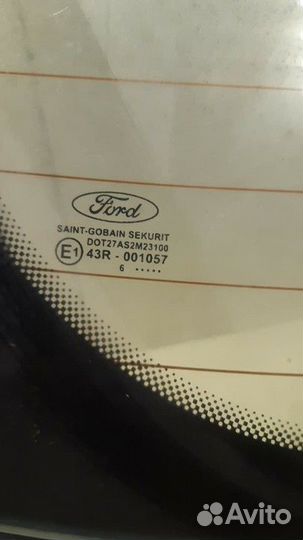 Ford
SAINT-GOBAIN SEKURIT
DOT27AS2M23100
E1 43R - 001057
6 .....
Avito